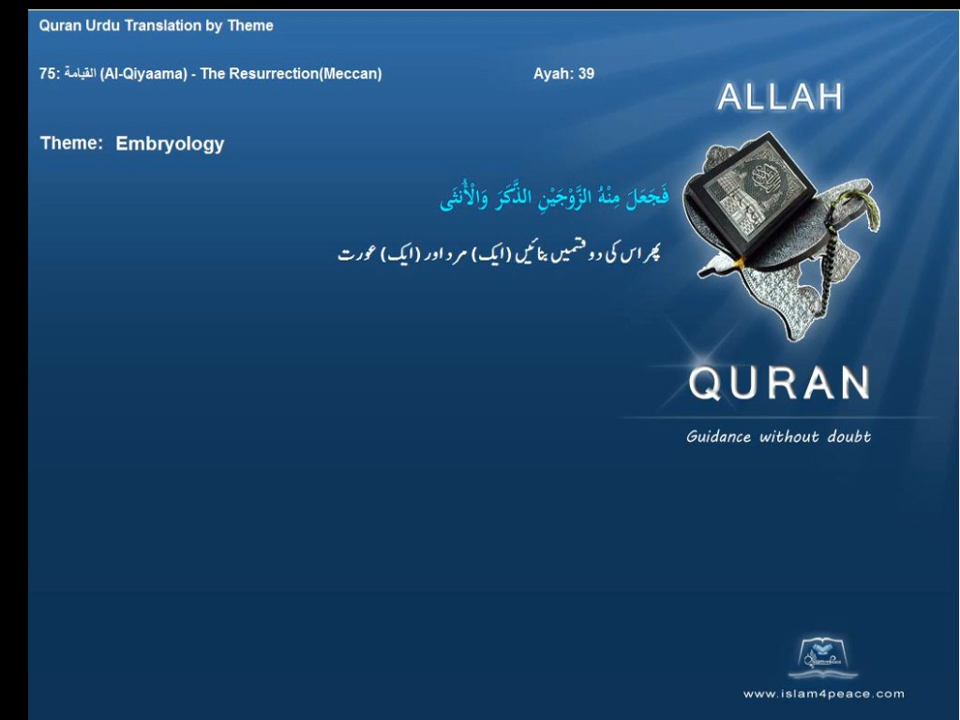 Quran Urdu Translation by Theme
75: القيامة (Al-Qiyaama) - The Resurrection(Meccan) Ayah: 39
ALLAH
Theme: Embryology
فَجَعَلَ مِنْهُ الزَّوْجَيْنِ الذَّكَرَ وَالْأُنثَى
پھر اس کی دو قسمیں بنائیں (ایک) مرد اور (ایک) عورت
QURAN
Guidance without doubt
www.islam4peace.com